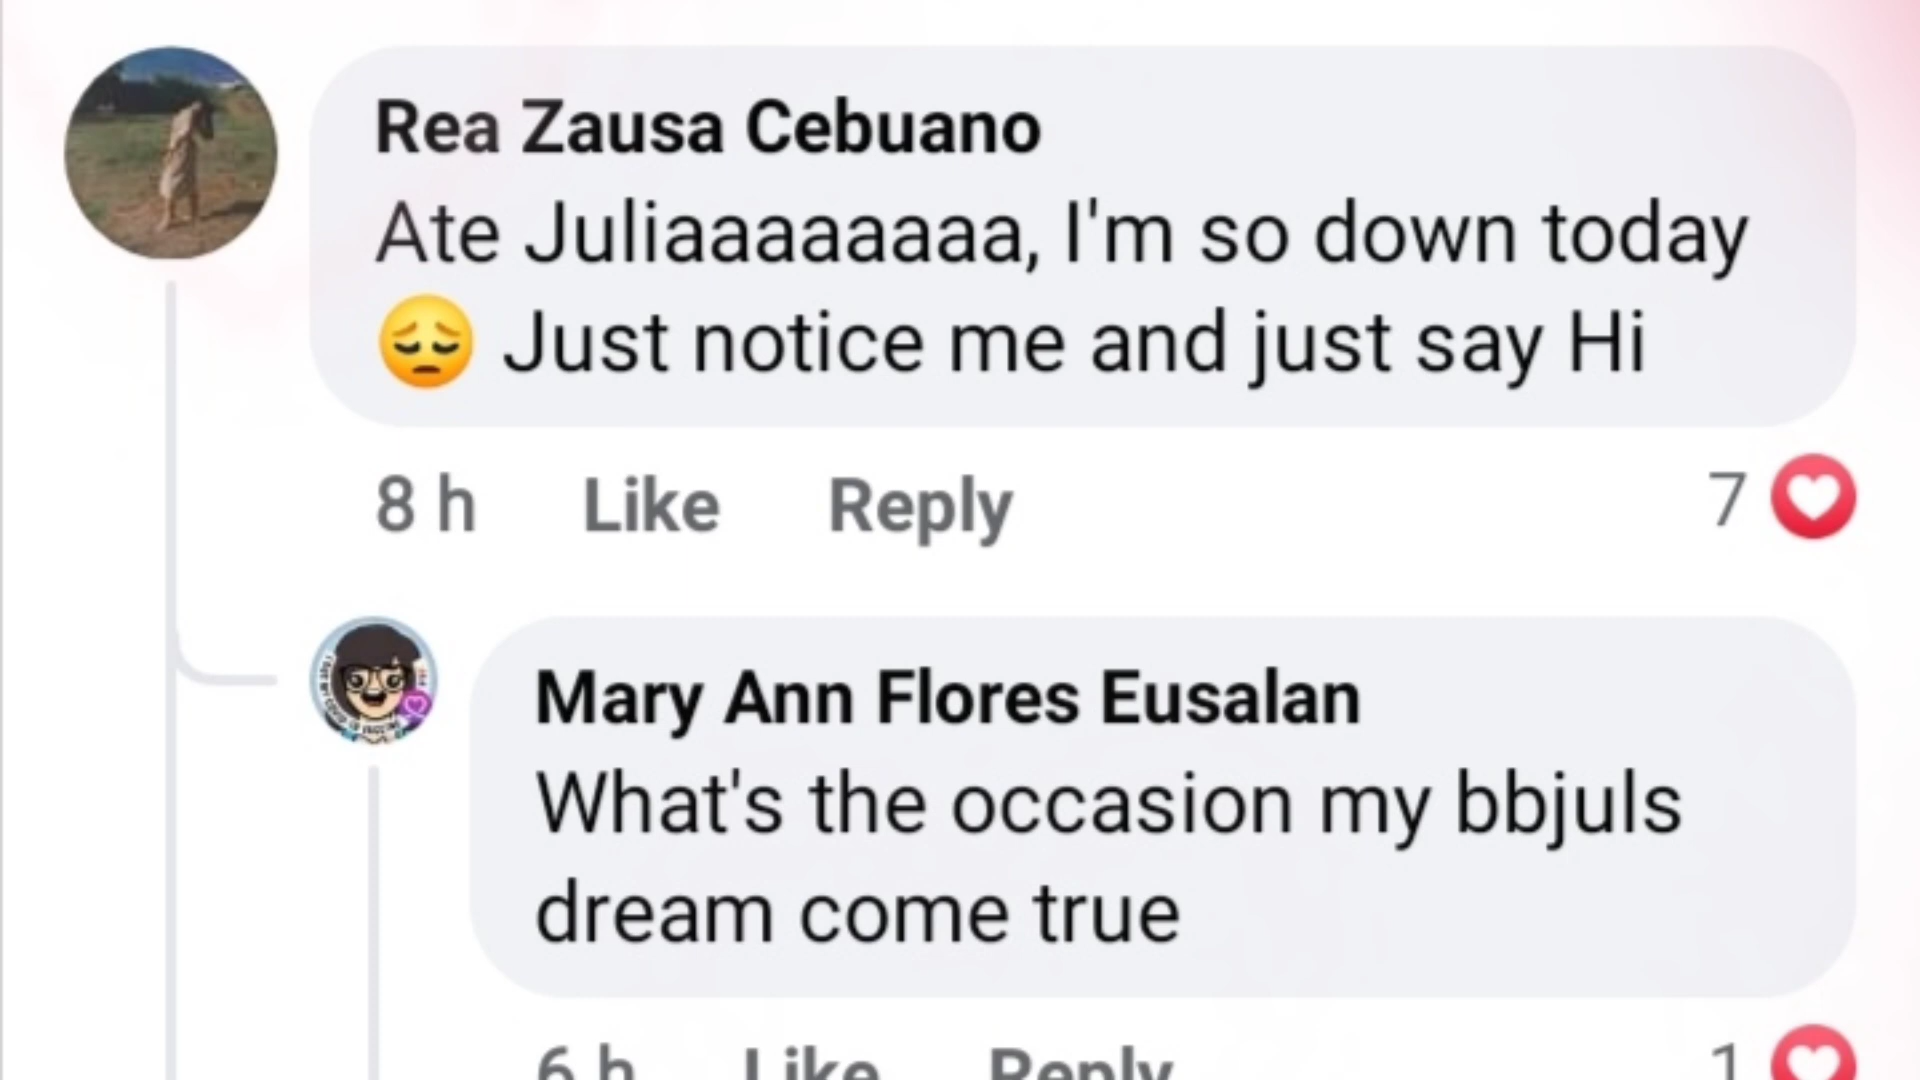 Rea Zausa Cebuano
Ate Juliaaaaaaaa, I'm so down today
😔 Just notice me and just say Hi
8 h Like Reply 7
Mary Ann Flores Eusalan
What's the occasion my bbjuls
dream come true
6 h Like Reply 1